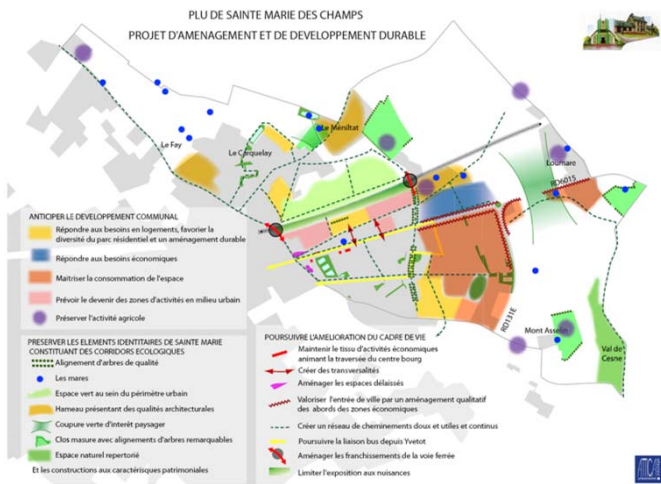 PLU DE SAINTE MARIE DES CHAMPS
PROJET D'AMENAGEMENT ET DE DEVELOPPEMENT DURABLE
Le Fay
Le Carquelay
Le Mesniltat
Loumare
RD6015
RD131E
Mont Asselin
Val de
Cesne
ANTICIPER LE DEVELOPPEMENT COMMUNAL
Répondre aux besoins en logements, favoriser la
diversité du parc résidentiel et un aménagement durable
Répondre aux besoins économiques
Maitriser la consommation de l'espace
Prévoir le devenir des zones d'activités en milieu urbain
Préserver l'activité agricole
PRESERVER LES ELEMENTS IDENTITAIRES DE SAINTE MARIE
CONSTITUANT DES CORRIDORS ECOLOGIQUES
Alignement d'arbres de qualité
Les mares
Espace vert au sein du périmètre urbain
Hameau présentant des qualités architecturales
Coupure verte d'interêt paysager
Clos masure avec alignements d'arbres remarquables
Espace naturel repertorié
Et les constructions aux caractérisques patrimoniales
POURSUIVRE L'AMELIORATION DU CADRE DE VIE
Maintenir le tissu d'activités économiques
animant la traversée du centre bourg
Créer des transversalités
Aménager les espaces délaissés
Valoriser l'entrée de ville par un aménagement qualitatif
des abords des zones économiques
Créer un réseau de cheminements doux et utiles et continus
Poursuivre la liaison bus depuis Yvetot
Aménager les franchissements de la voie ferrée
Limiter l'exposition aux nuisances